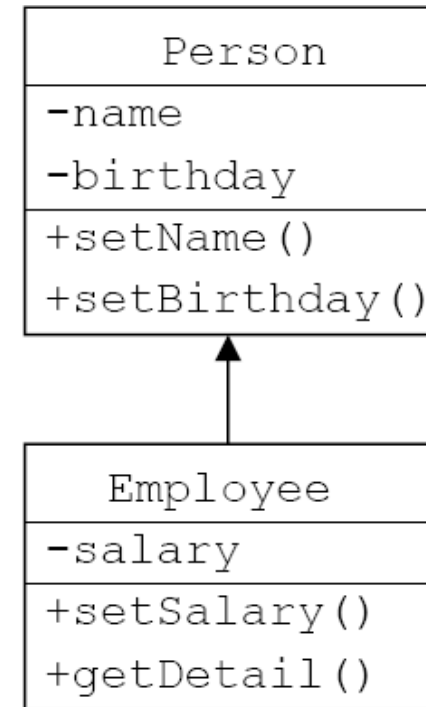 Person
-name
-birthday
+setName()
+setBirthday()
Employee
-salary
+setSalary()
+getDetail()